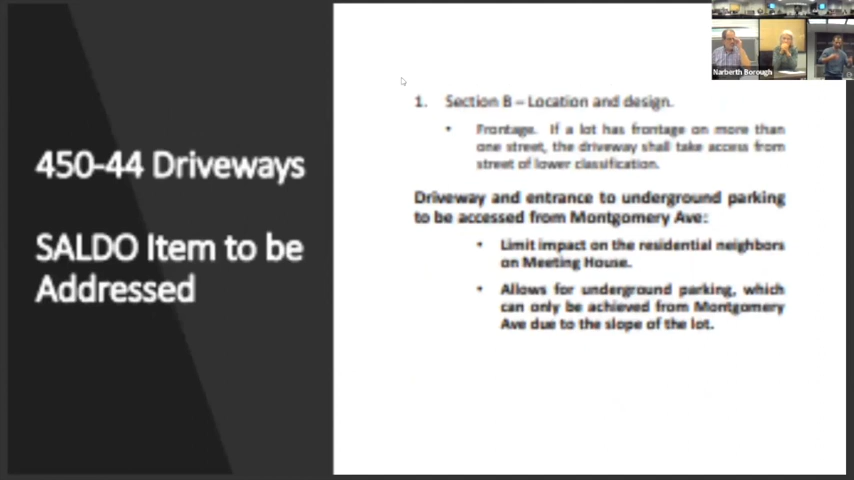 450-44 Driveways
SALDO Item to be
Addressed
1. Section B – Location and design.
• Frontage. If a lot has frontage on more than
one street, the driveway shall take access from
street of lower classification.
Driveway and entrance to underground parking
to be accessed from Montgomery Ave:
• Limit impact on the residential neighbors
on Meeting House.
• Allows for underground parking, which
can only be achieved from Montgomery
Ave due to the slope of the lot.
Narberth Borough